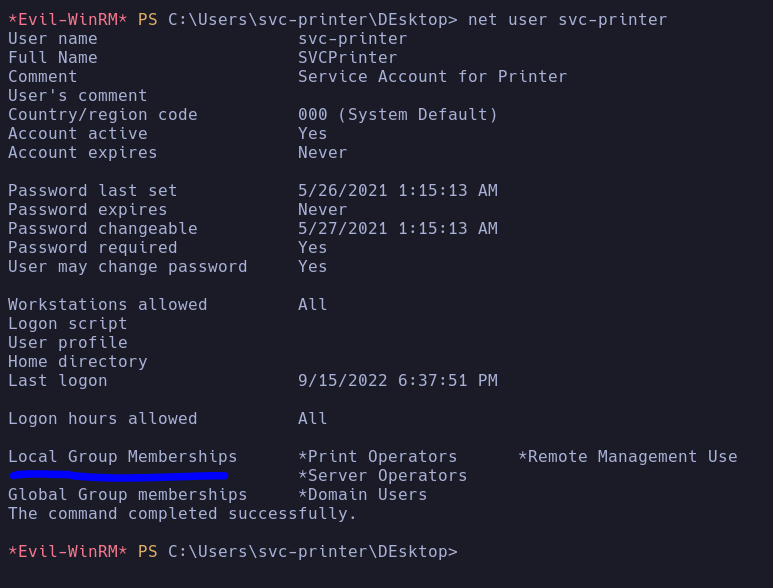 *Evil-WinRM* PS C:\Users\svc-printer\DEsktop> net user svc-printer
User name                    svc-printer
Full Name                    SVCPrinter
Comment                      Service Account for Printer
User's comment
Country/region code          000 (System Default)
Account active               Yes
Account expires              Never
Password last set            5/26/2021 1:15:13 AM
Password expires             Never
Password changeable          5/27/2021 1:15:13 AM
Password required            Yes
User may change password     Yes
Workstations allowed         All
Logon script
User profile
Home directory
Last logon                   9/15/2022 6:37:51 PM
Logon hours allowed          All
Local Group Memberships      *Print Operators      *Remote Management Use
                             *Server Operators
Global Group memberships     *Domain Users
The command completed successfully.
*Evil-WinRM* PS C:\Users\svc-printer\DEsktop>